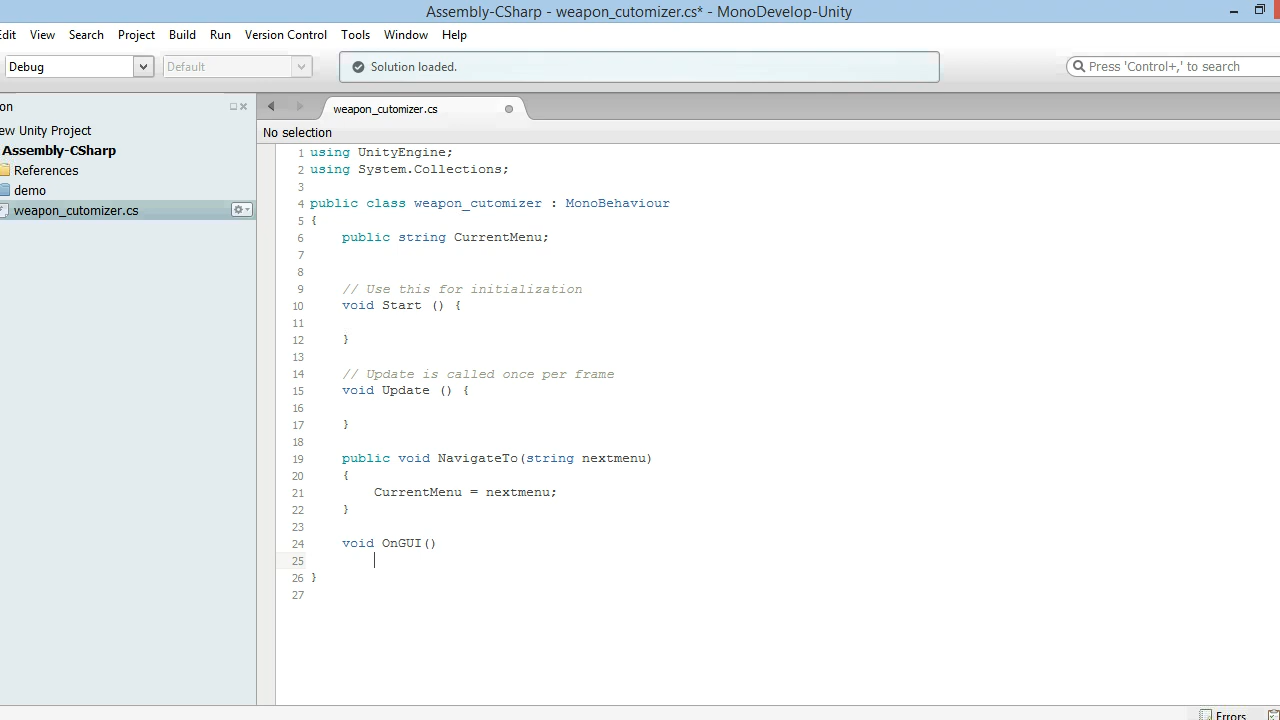 Assembly-CSharp - weapon_cutomizer.cs* - MonoDevelop-Unity
dit View Search Project Build Run Version Control Tools Window Help
Debug Default Solution loaded. Press 'Control+,' to search
on weapon_cutomizer.cs
ew Unity Project No selection
Assembly-CSharp
References
demo
weapon_cutomizer.cs
1 using UnityEngine;
2 using System.Collections;
3
4 public class weapon_cutomizer : MonoBehaviour
5 {
6 public string CurrentMenu;
7
8
9 // Use this for initialization
10 void Start () {
11
12 }
13
14 // Update is called once per frame
15 void Update () {
16
17 }
18
19 public void NavigateTo(string nextmenu)
20 {
21 CurrentMenu = nextmenu;
22 }
23
24 void OnGUI()
25
26 }
27
Errors